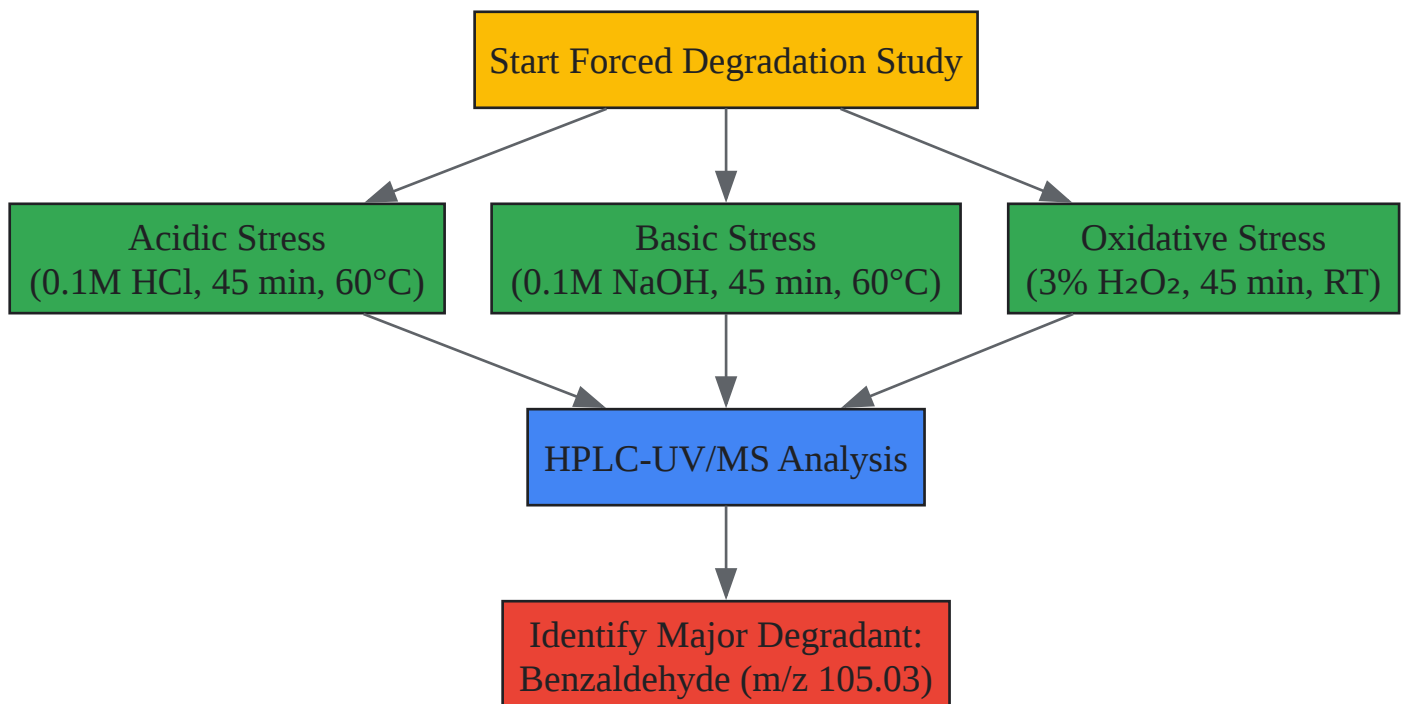 Start Forced Degradation Study
Acidic Stress
(0.1M HCl, 45 min, 60°C)
Basic Stress
(0.1M NaOH, 45 min, 60°C)
Oxidative Stress
(3% H₂O₂, 45 min, RT)
HPLC-UV/MS Analysis
Identify Major Degradant:
Benzaldehyde (m/z 105.03)